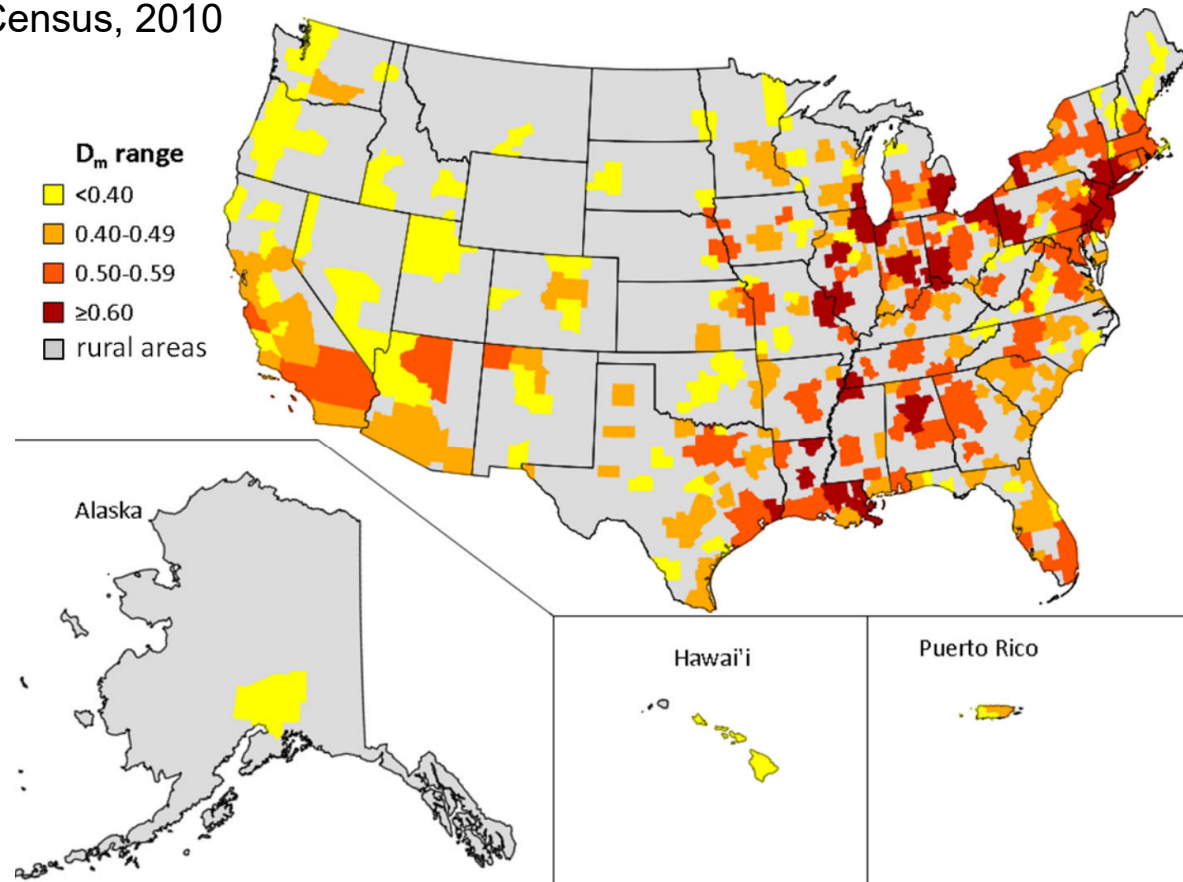 Census, 2010
Dm range
<0.40
0.40-0.49
0.50-0.59
≥0.60
rural areas
Alaska
Hawai'i
Puerto Rico